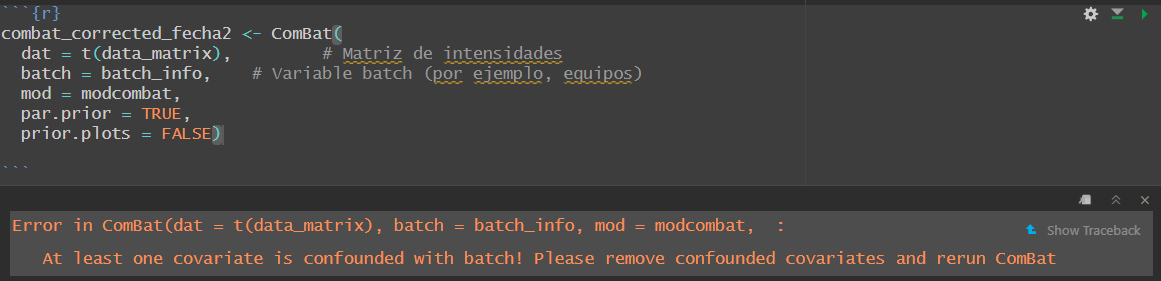 ```{r}
combat_corrected_fecha2 <- ComBat(
  dat = t(data_matrix),         # Matriz de intensidades
  batch = batch_info,    # Variable batch (por ejemplo, equipos)
  mod = modcombat,
  par.prior = TRUE,
  prior.plots = FALSE)
```
Error in ComBat(dat = t(data_matrix), batch = batch_info, mod = modcombat,  :
Show Traceback
At least one covariate is confounded with batch! Please remove confounded covariates and rerun ComBat